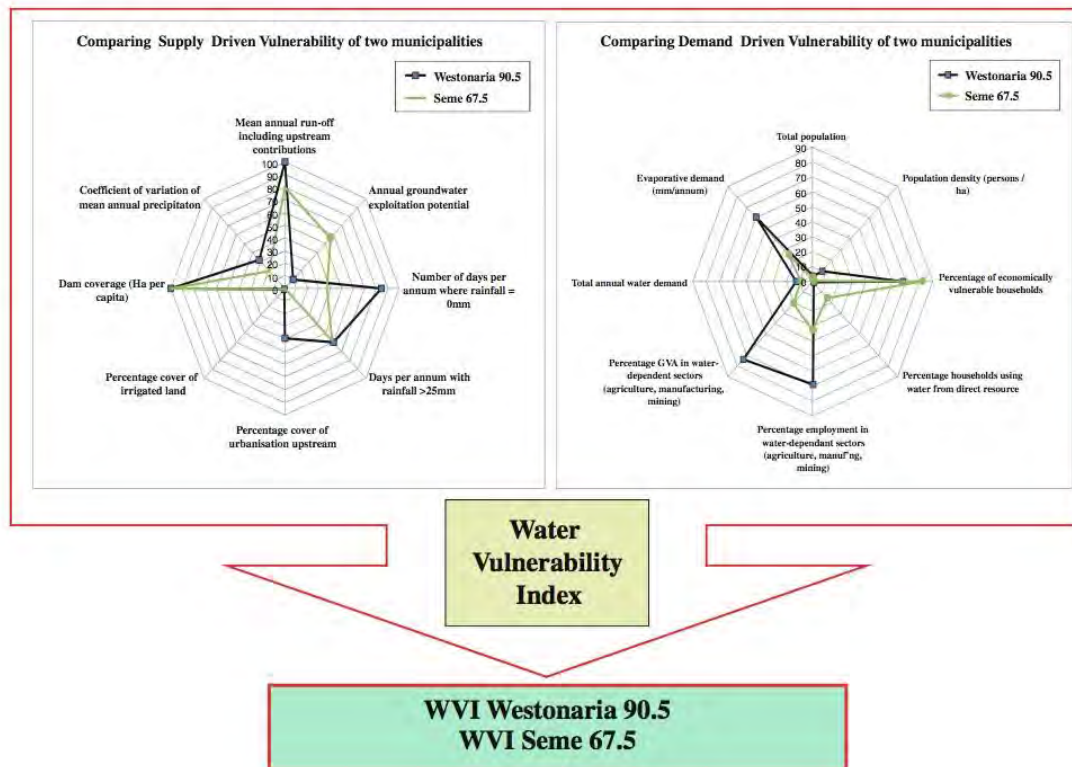 Comparing Supply Driven Vulnerability of two municipalities
Westonaria 90.5
Seme 67.5
Mean annual run-off
including upstream
contributions
100
90
80
70
60
50
40
30
20
10
0
Coefficient of variation of
mean annual precipitaton
Annual groundwater
exploitation potential
Dam coverage (Ha per
capita)
Number of days per
annum where rainfall =
0mm
Percentage cover of
irrigated land
Days per annum with
rainfall >25mm
Percentage cover of
urbanisation upstream
Comparing Demand Driven Vulnerability of two municipalities
Westonaria 90.5
Seme 67.5
Total population
90
80
70
60
50
40
30
20
10
0
Evaporative demand
(mm/annum)
Population density (persons /
ha)
Total annual water demand
Percentage of economically
vulnerable households
Percentage GVA in water-
dependent sectors
(agriculture, manufacturing,
mining)
Percentage households using
water from direct resource
Percentage employment in
water-dependant sectors
(agriculture, manuf'ng,
mining)
Water
Vulnerability
Index
WVI Westonaria 90.5
WVI Seme 67.5